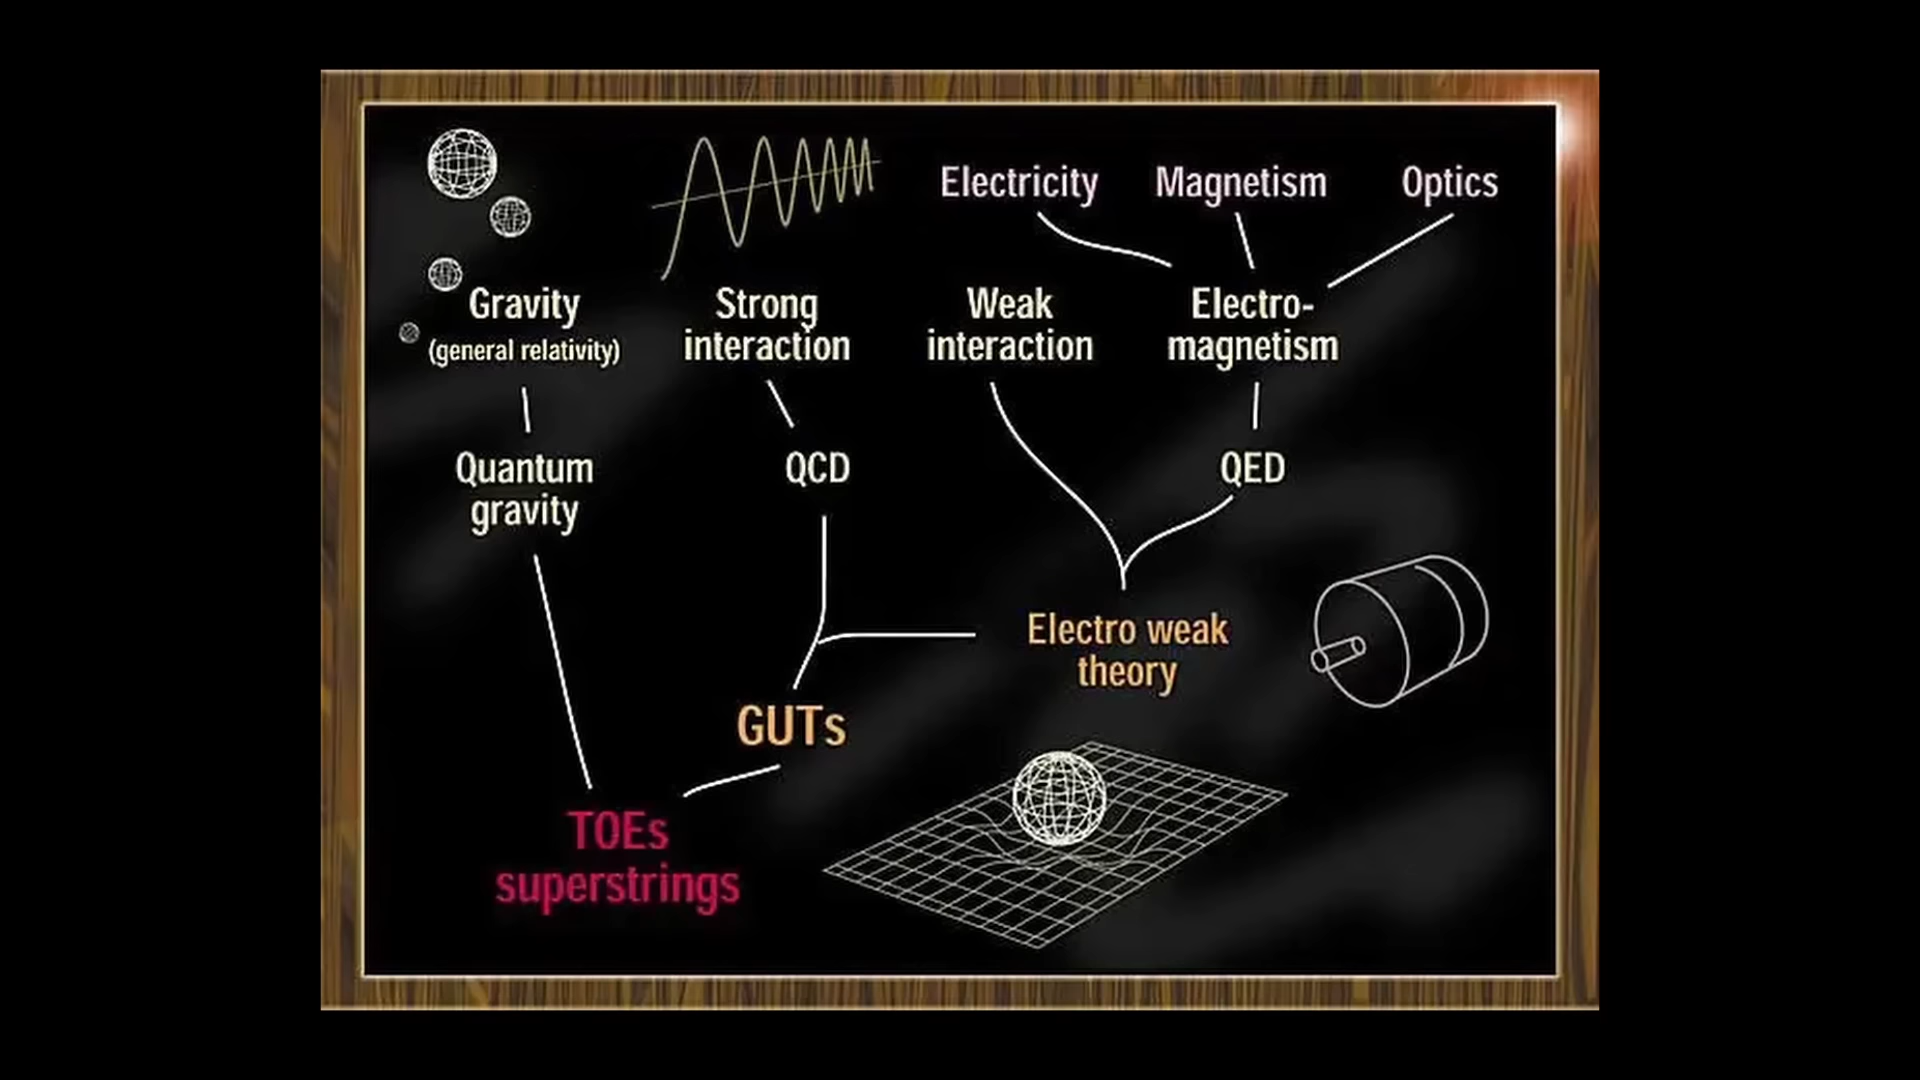 Electricity Magnetism Optics
Gravity
(general relativity)
Strong
interaction
Weak
interaction
Electro-
magnetism
Quantum
gravity
QCD
QED
Electro weak
theory
GUTs
TOEs
superstrings